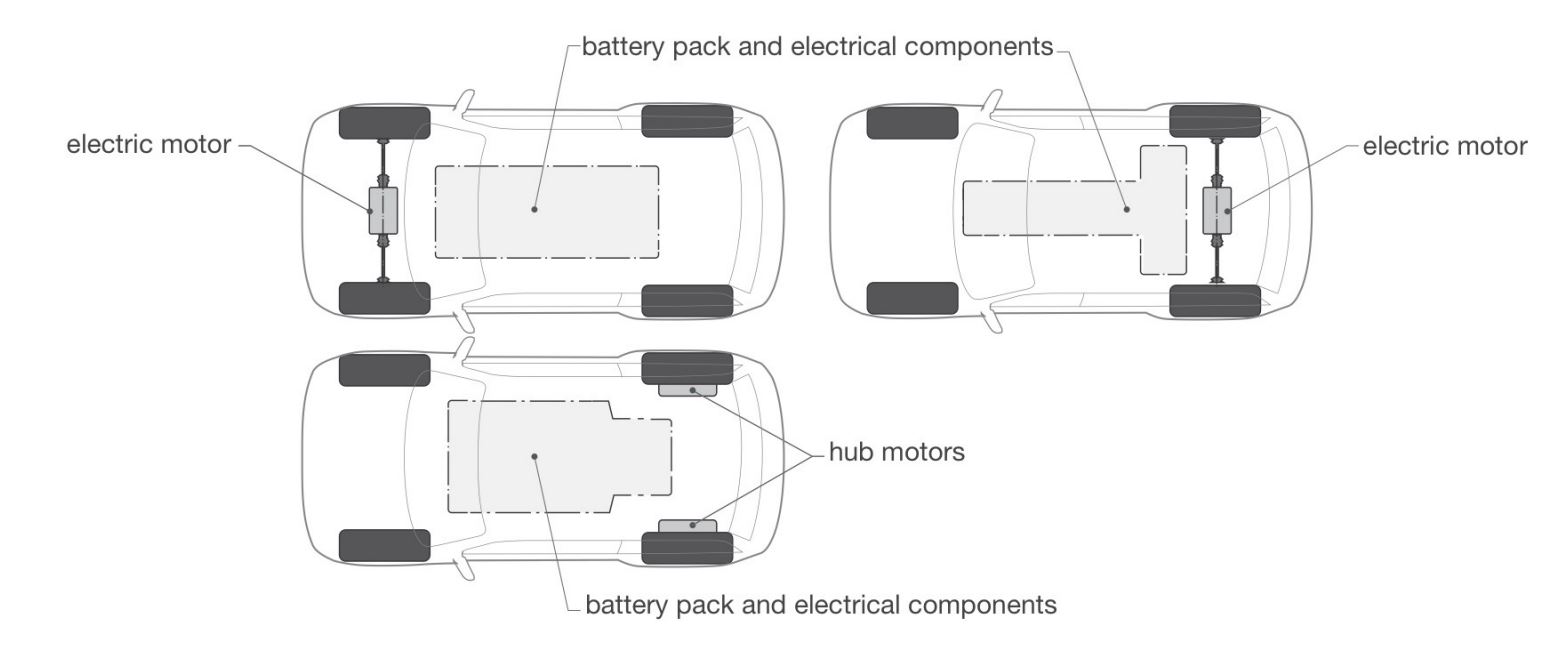 battery pack and electrical components
electric motor
electric motor
hub motors
battery pack and electrical components